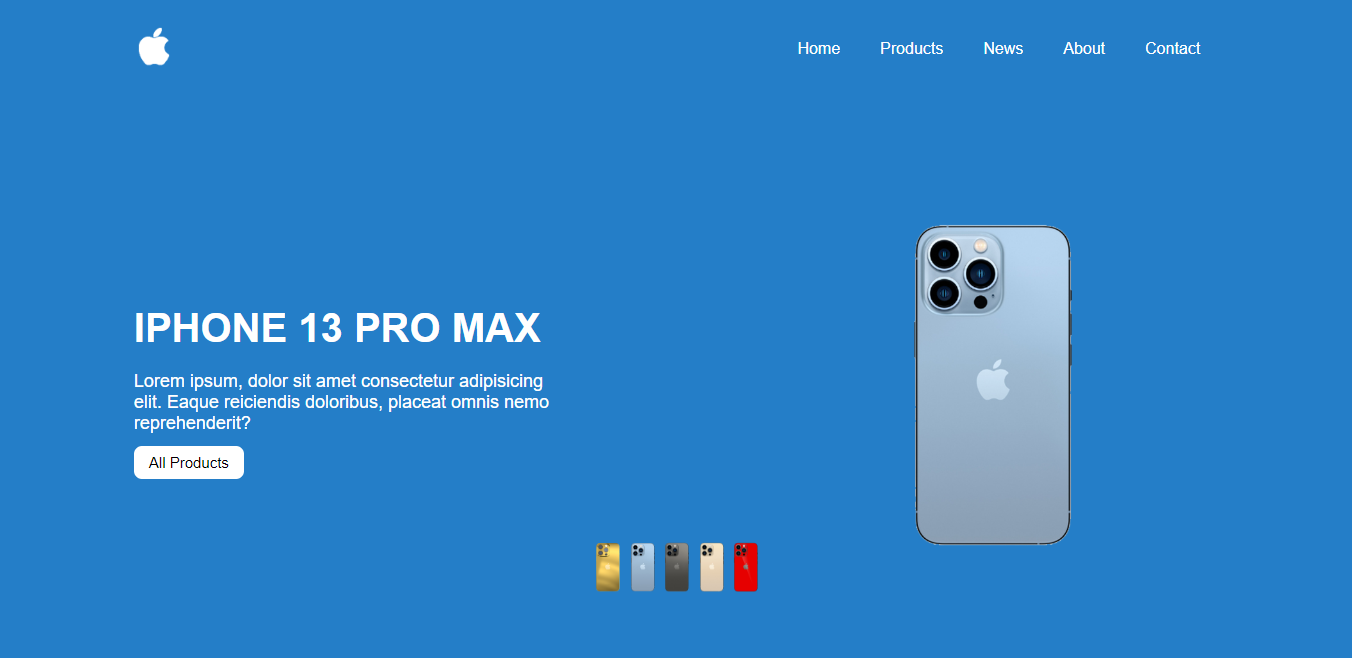 Home Products News About Contact
IPHONE 13 PRO MAX
Lorem ipsum, dolor sit amet consectetur adipisicing
elit. Eaque reiciendis doloribus, placeat omnis nemo
reprehenderit?
All Products